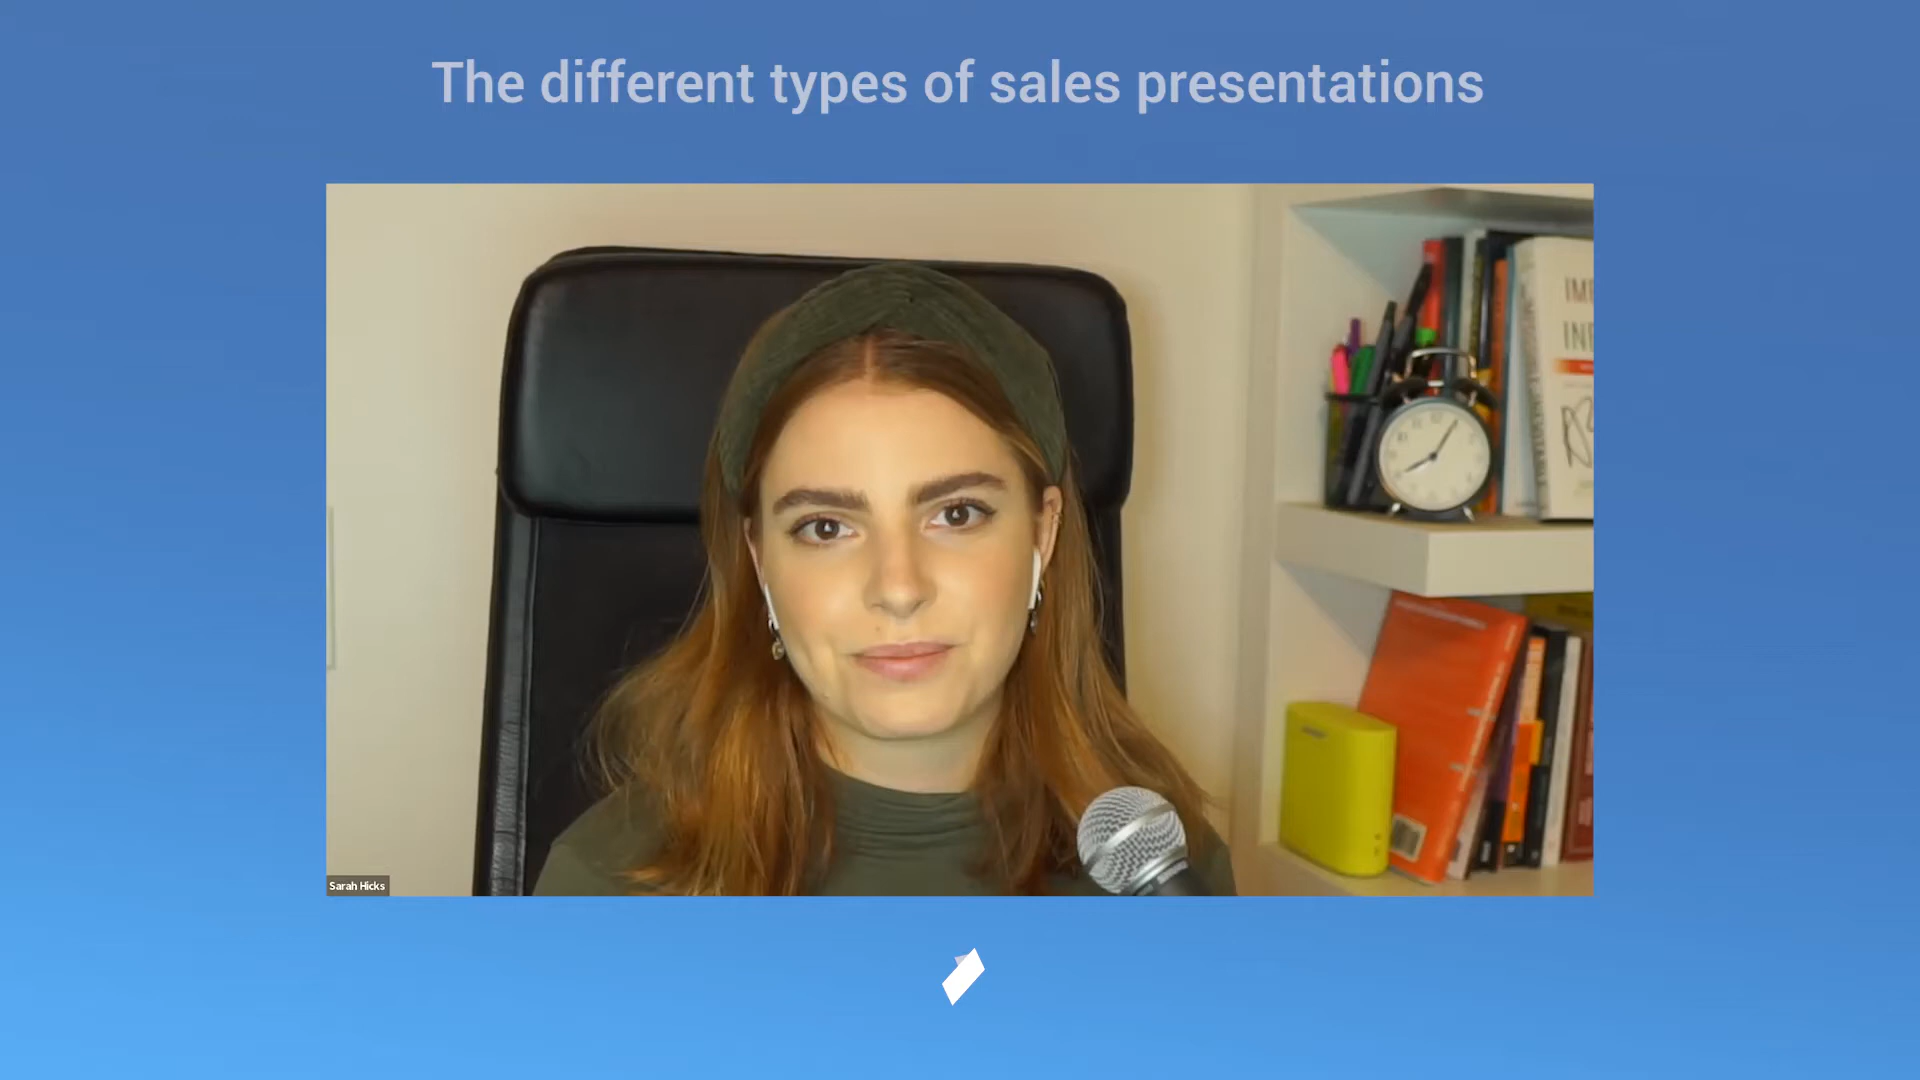 The different types of sales presentations
Sarah Hicks